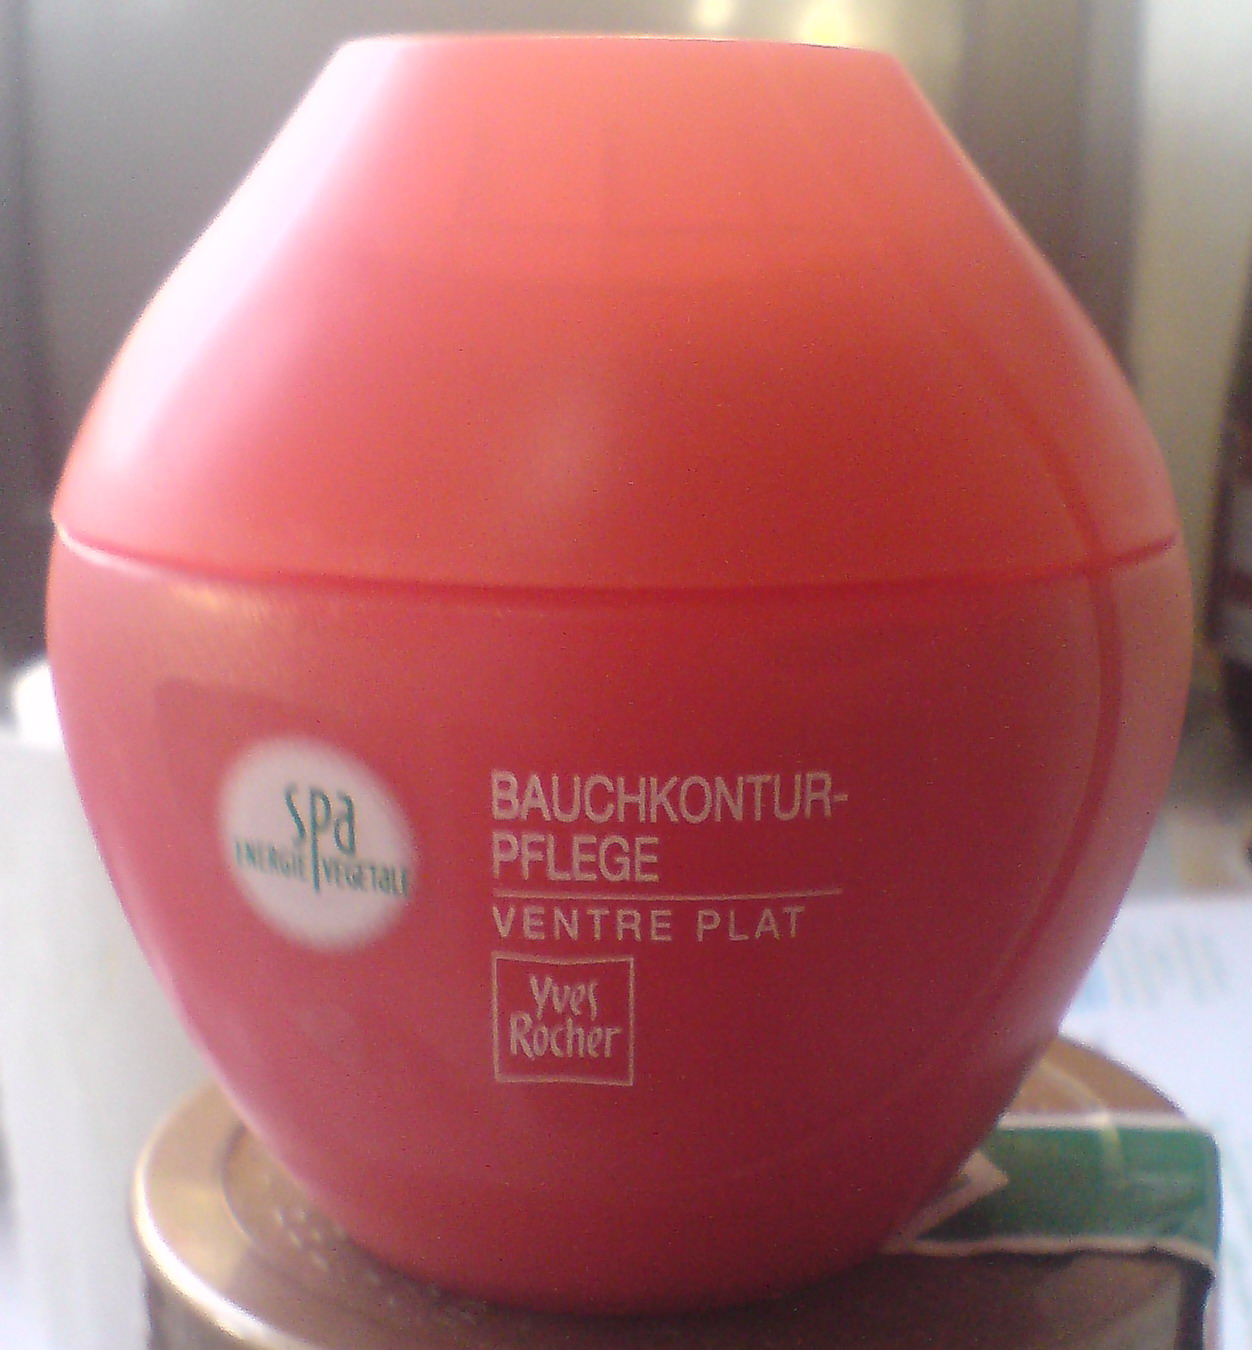 spa
ENERGIE VEGETALE
BAUCHKONTUR-
PFLEGE
VENTRE PLAT
Yves
Rocher